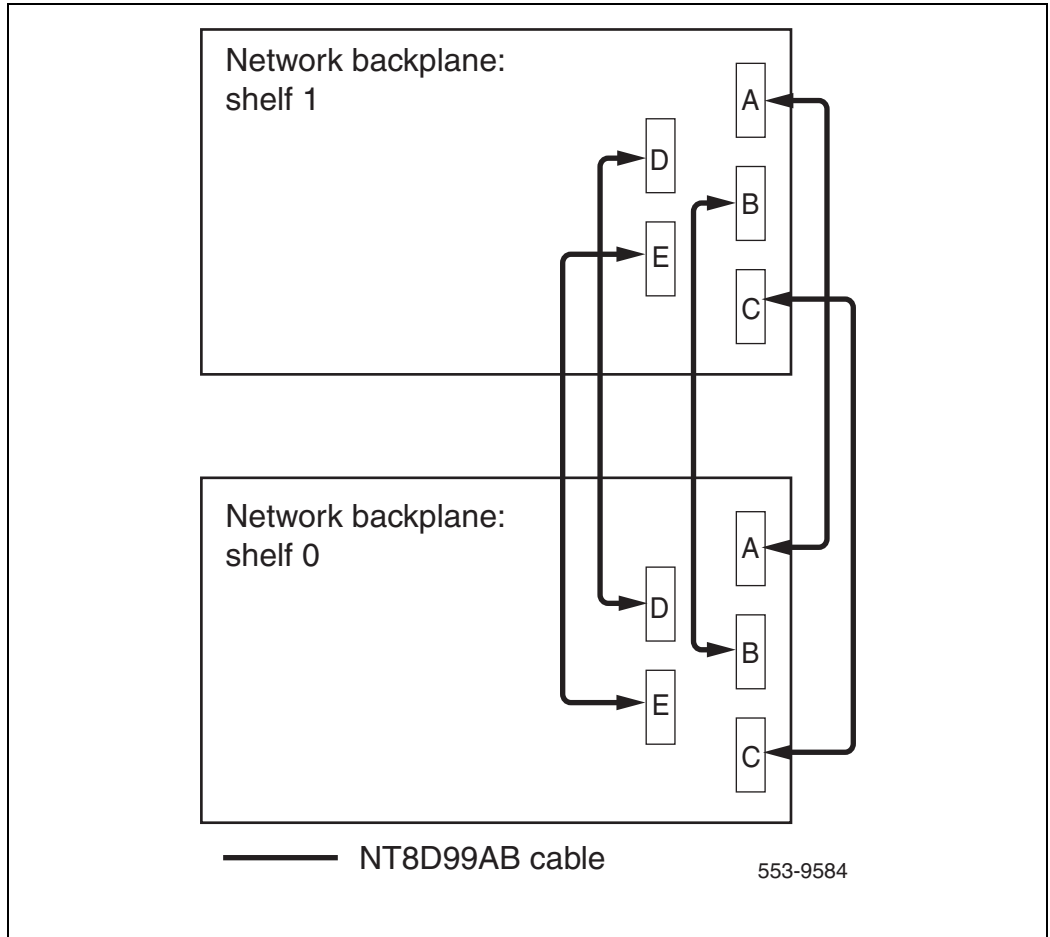 Network backplane:
shelf 1
A
D
B
E
C
Network backplane:
shelf 0
A
D
B
E
C
NT8D99AB cable
553-9584